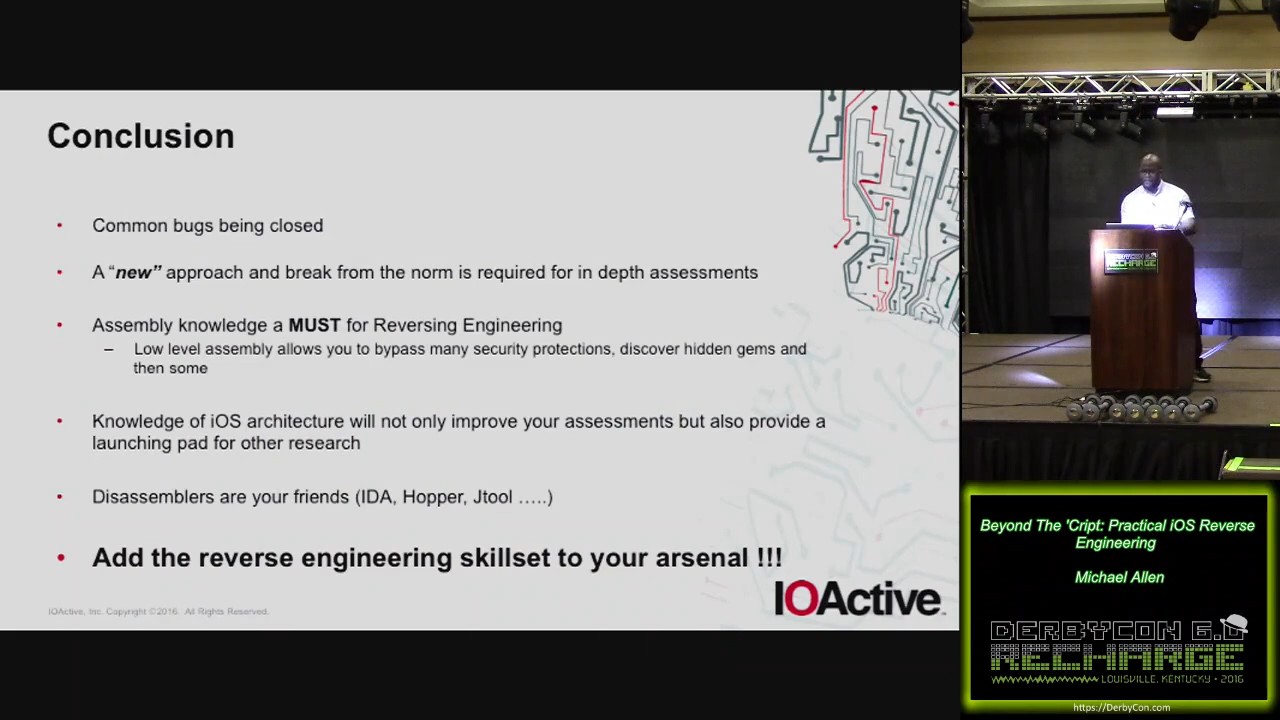 Conclusion
• Common bugs being closed
• A “new” approach and break from the norm is required for in depth assessments
• Assembly knowledge a MUST for Reversing Engineering
– Low level assembly allows you to bypass many security protections, discover hidden gems and
then some
• Knowledge of iOS architecture will not only improve your assessments but also provide a
launching pad for other research
• Disassemblers are your friends (IDA, Hopper, Jtool …..)
• Add the reverse engineering skillset to your arsenal !!!
IOActive, Inc. Copyright ©2016. All Rights Reserved.
IOActive™
DERBYCON 6.0
RECHARGE
Beyond The 'Cript: Practical iOS Reverse
Engineering
Michael Allen
DERBYCON 6.0
RECHARGE
LOUISVILLE, KENTUCKY • 2016
https://DerbyCon.com